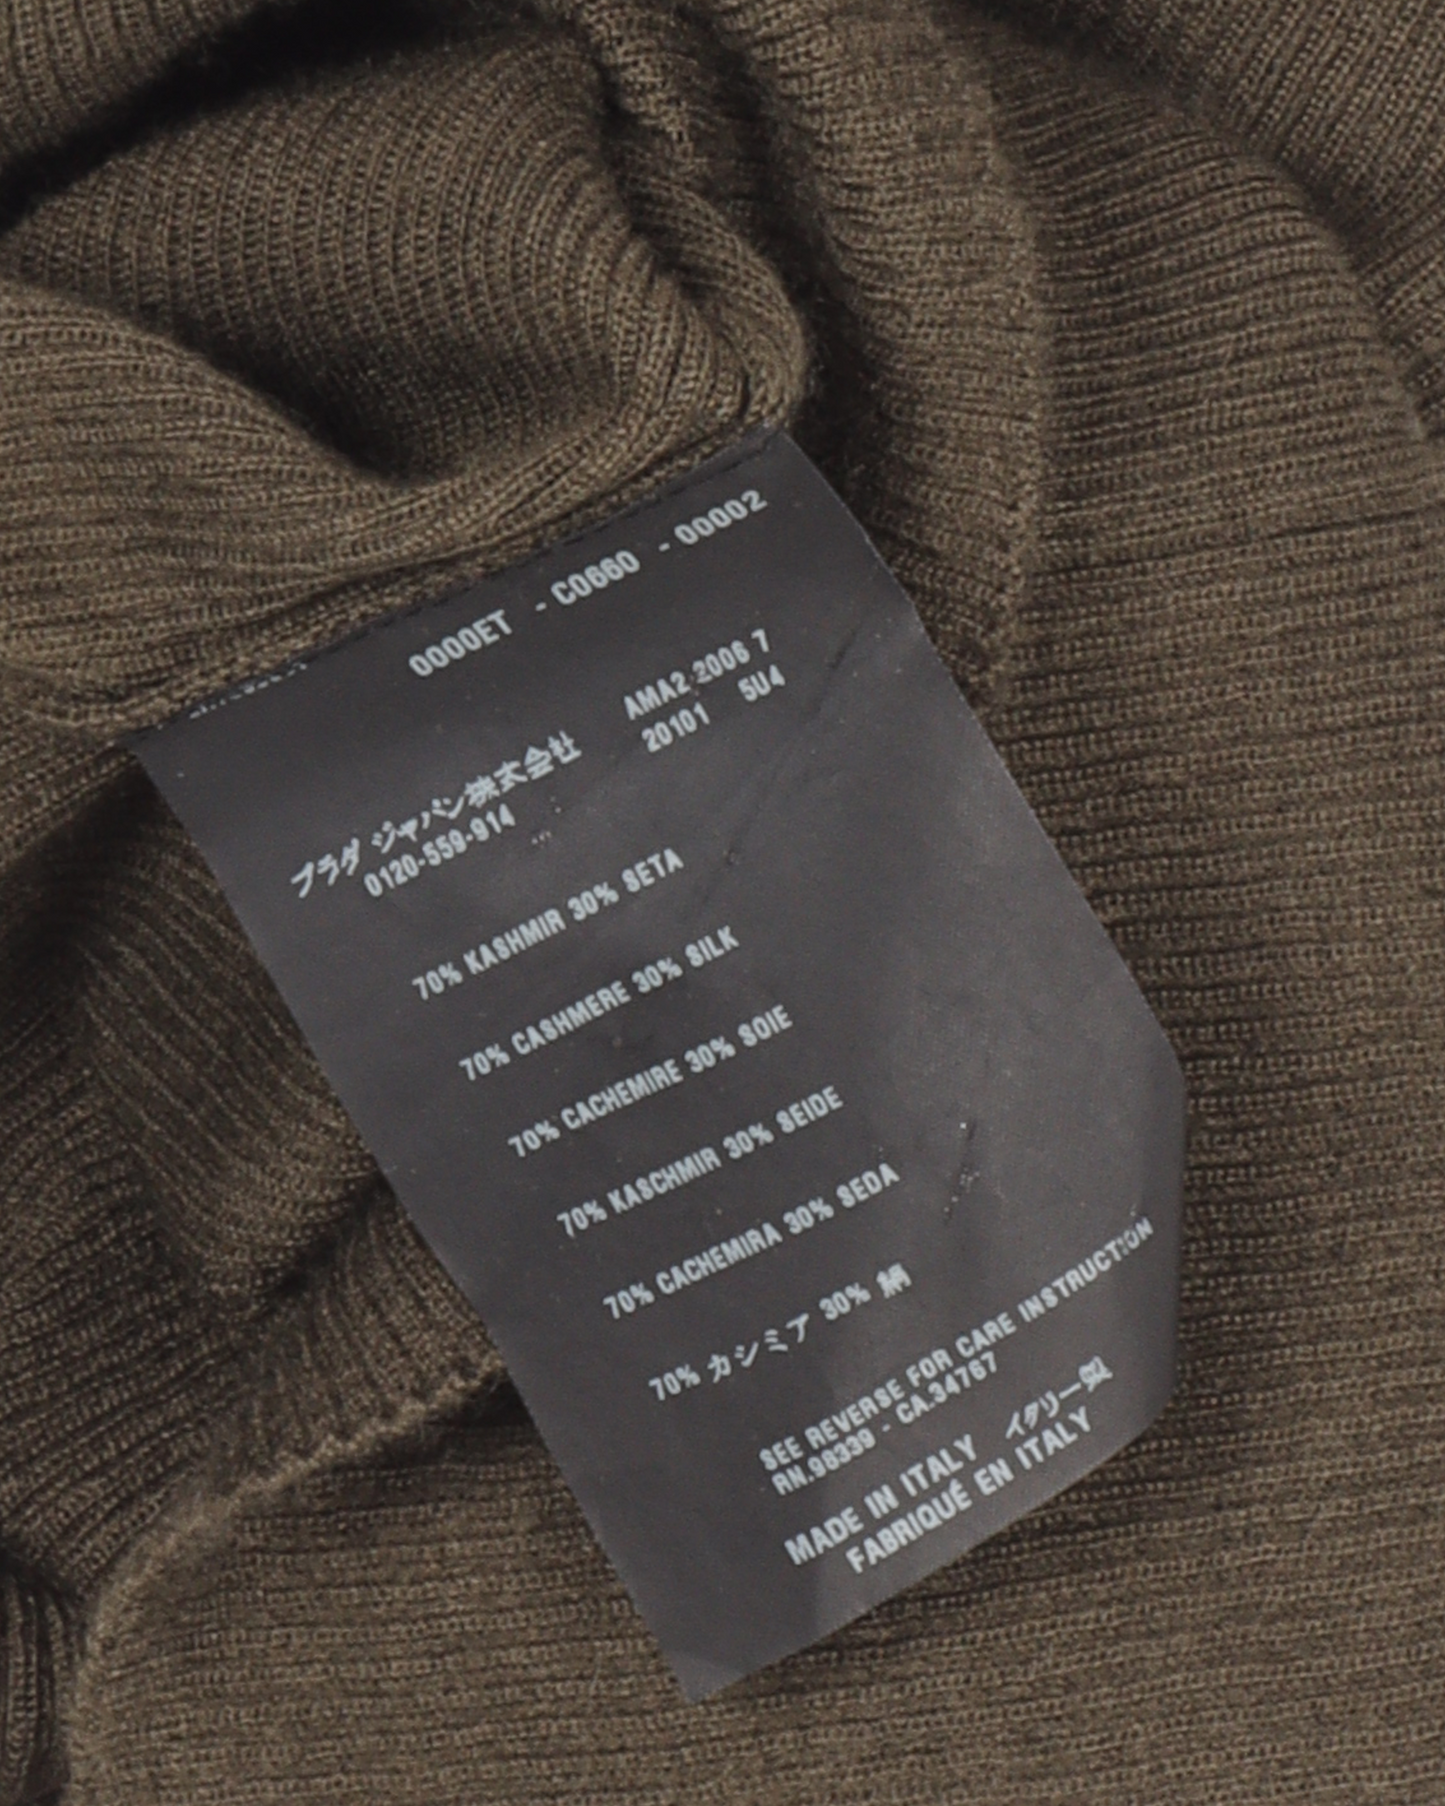 0000ET - C0660 - 00002
AMA2 2006 7
20101 5U4
プラダ ジャパン株式会社
0120-559-914
70% KASHMIR 30% SETA
70% CASHMERE 30% SILK
70% CACHEMIRE 30% SOIE
70% KASCHMIR 30% SEIDE
70% CACHEMIRA 30% SEDA
70% カシミア 30% 絹
SEE REVERSE FOR CARE INSTRUCTION
RN.98339 - CA.34767
MADE IN ITALY イタリー製
FABRIQUÉ EN ITALY